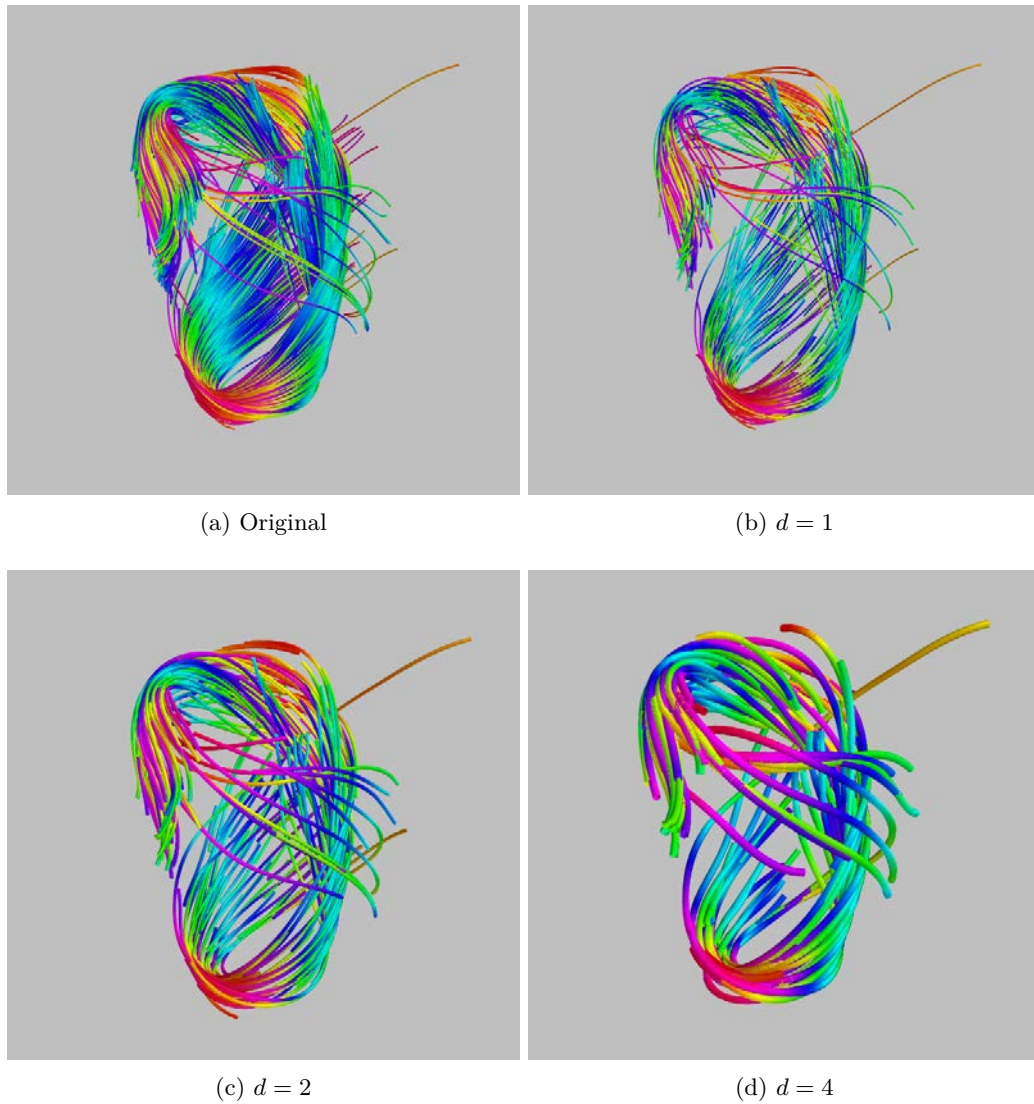 (a) Original
(b) d = 1
(c) d = 2
(d) d = 4